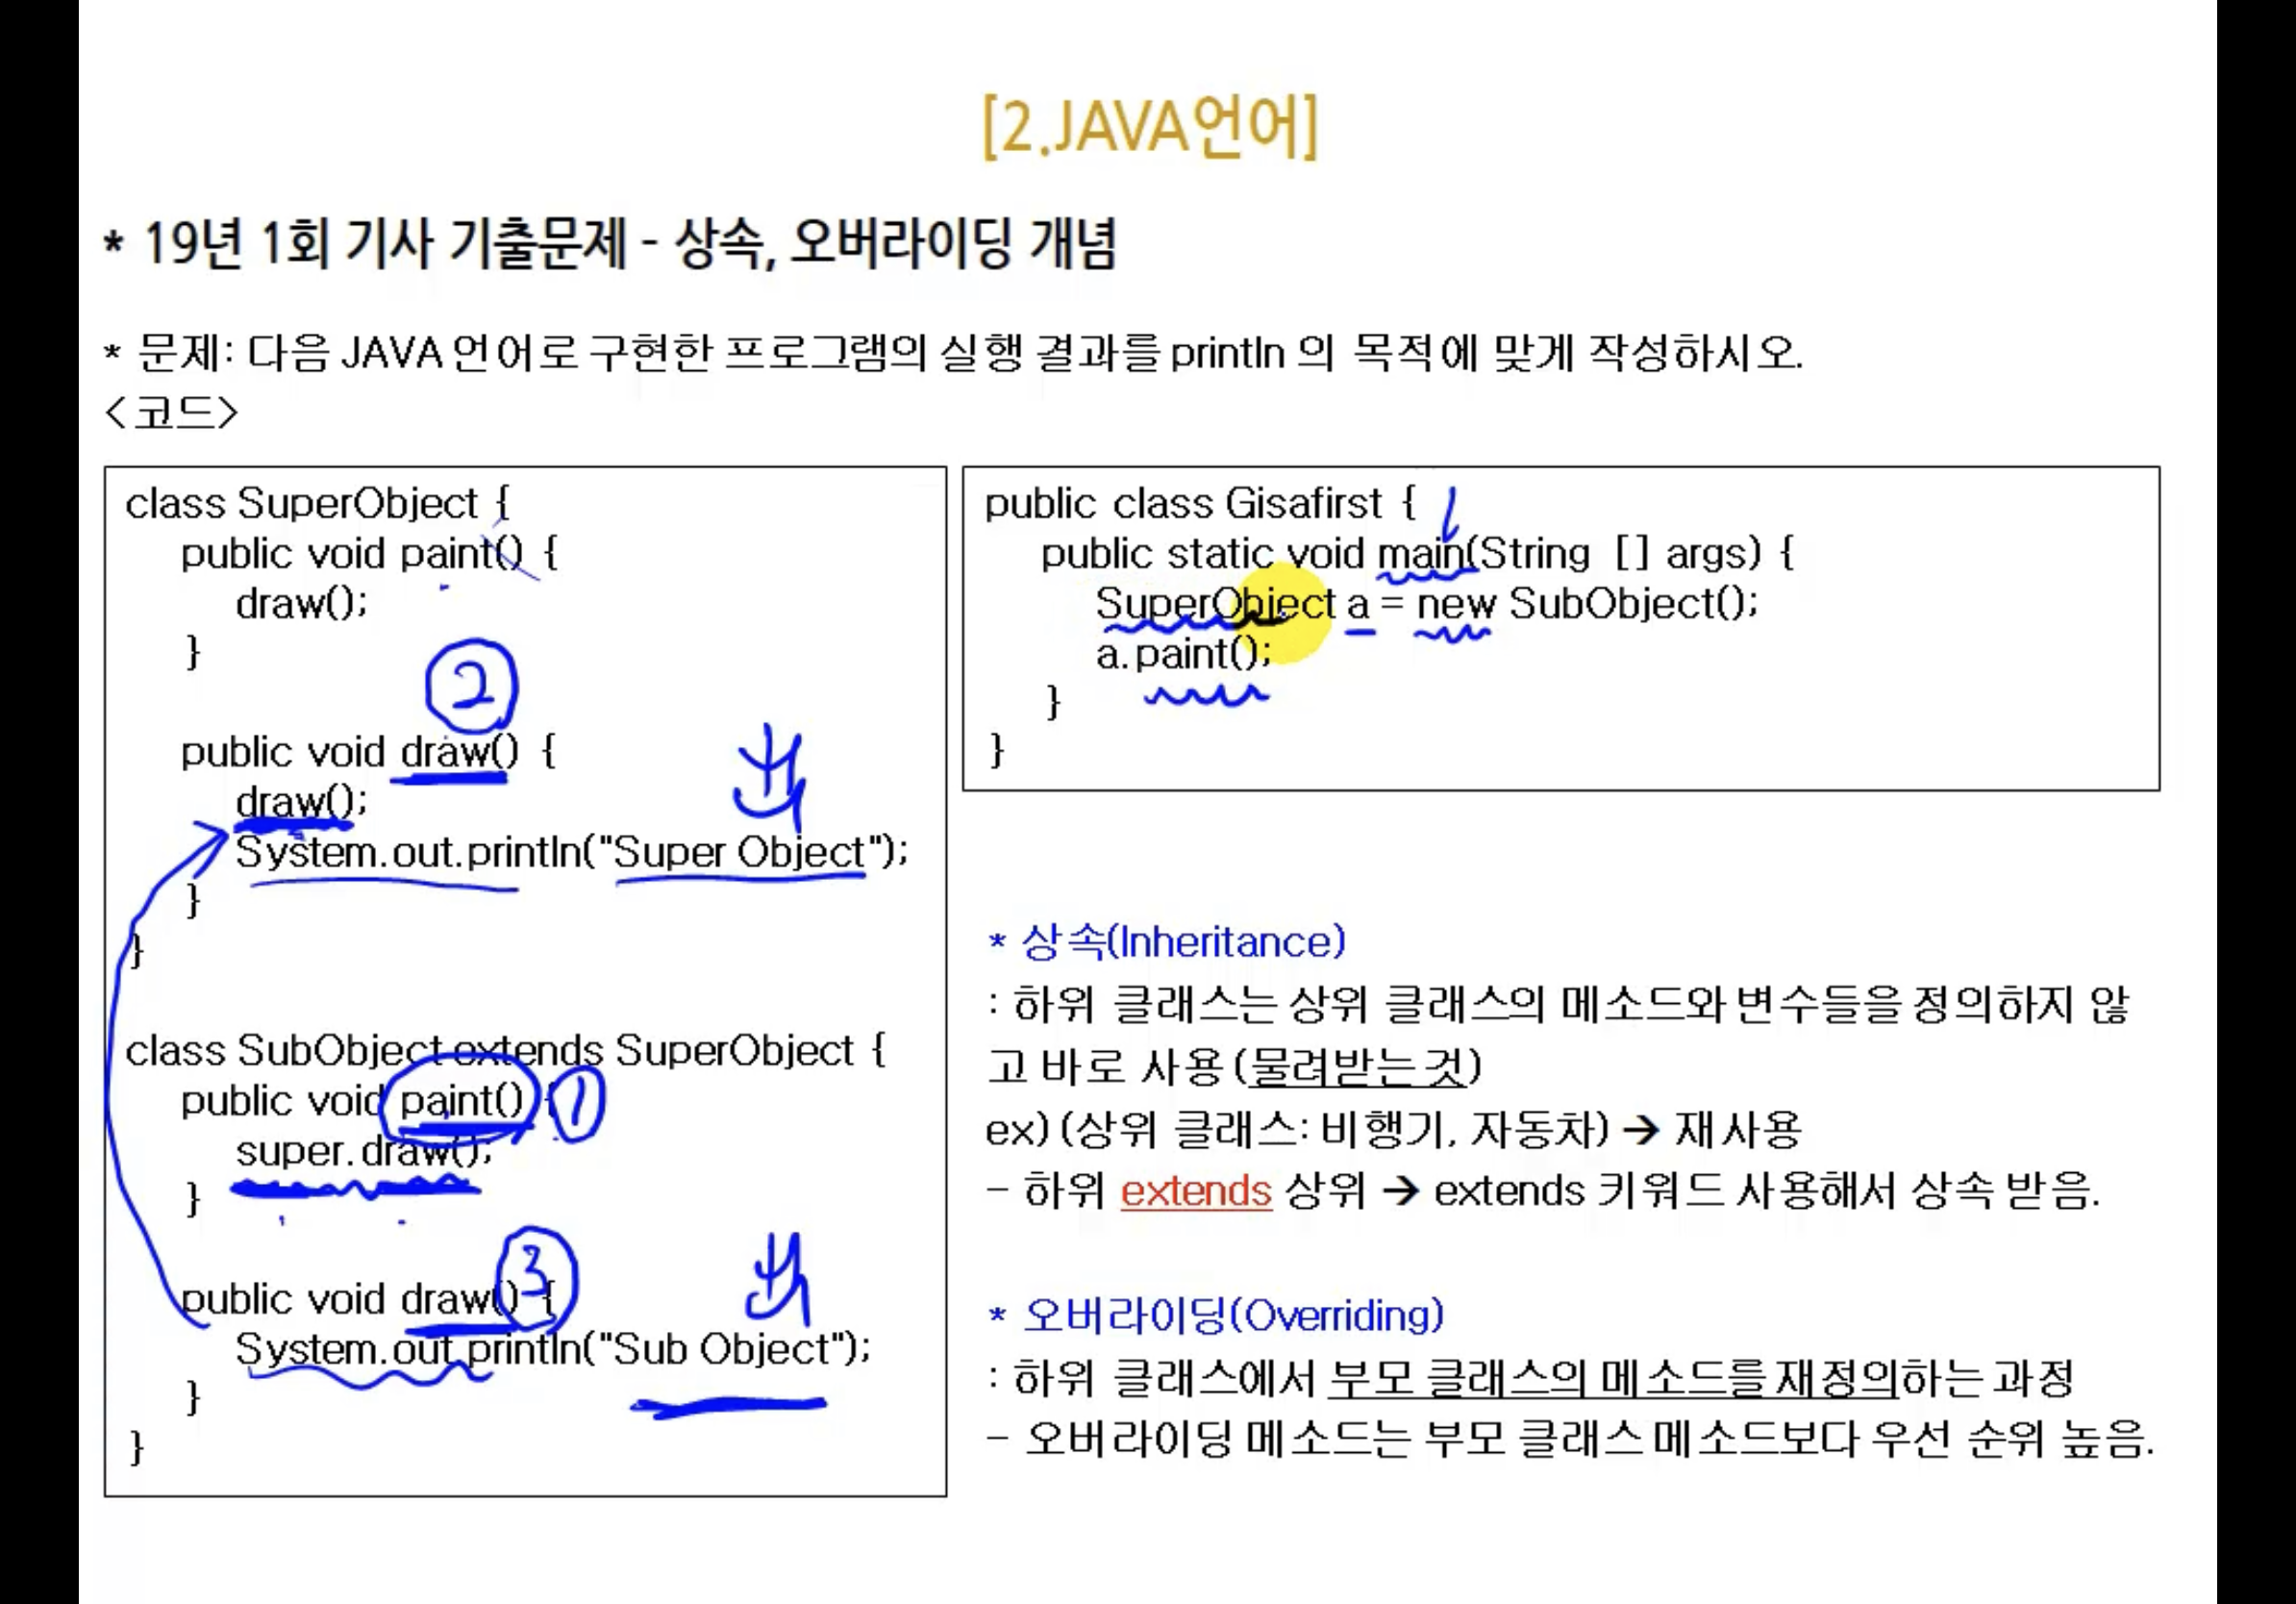 [2.JAVA언어]
* 19년 1회 기사 기출문제 - 상속, 오버라이딩 개념
* 문제: 다음 JAVA 언어로 구현한 프로그램의 실행 결과를 println 의 목적에 맞게 작성하시오.
<코드>
class SuperObject {
public void paint() {
draw();
}
②
public void draw() {
draw();
출
System.out.println("Super Object");
}
}
class SubObject extends SuperObject {
public void paint() {
①
super.draw();
}
③
public void draw() {
출
System.out.println("Sub Object");
}
}
public class Gisafirst {
public static void main(String [] args) {
SuperObject a = new SubObject();
a.paint();
}
}
* 상속(Inheritance)
: 하위 클래스는 상위 클래스의 메소드와 변수들을 정의하지 않
고 바로 사용(물려받는 것)
ex) (상위 클래스: 비행기, 자동차) → 재사용
- 하위 extends 상위 → extends 키워드 사용해서 상속 받음.
* 오버라이딩(Overriding)
: 하위 클래스에서 부모 클래스의 메소드를 재정의하는 과정
- 오버라이딩 메소드는 부모 클래스 메소드보다 우선 순위 높음.